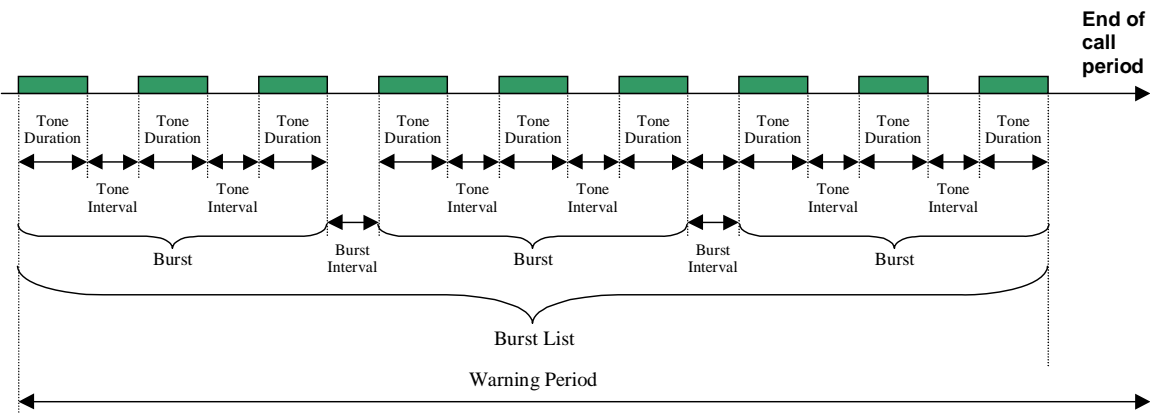 End of
call
period
Tone Tone Tone Tone Tone Tone Tone Tone Tone
Duration Duration Duration Duration Duration Duration Duration Duration Duration
Tone Tone Tone Tone Tone Tone
Interval Interval Interval Interval Interval Interval
Burst Burst Interval Burst Burst Interval Burst
Burst List
Warning Period